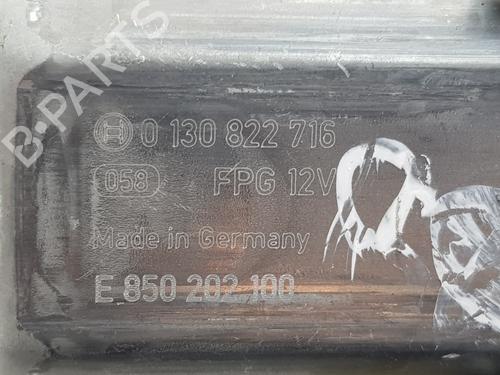 B-PARTS
0 130 822 716
058 FPG 12V
Made in Germany
E 850 202 100